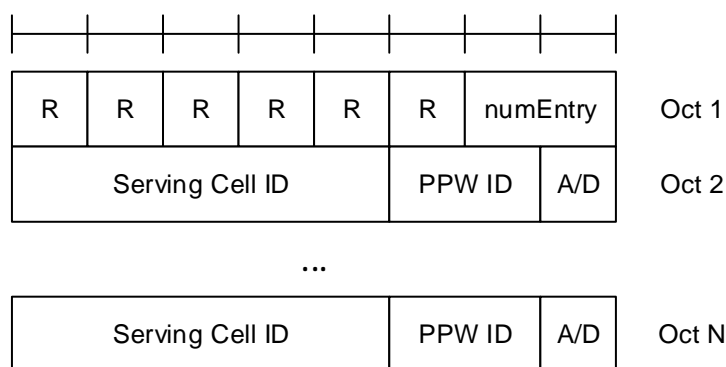 R R R R R R numEntry Oct 1
Serving Cell ID PPW ID A/D Oct 2
...
Serving Cell ID PPW ID A/D Oct N